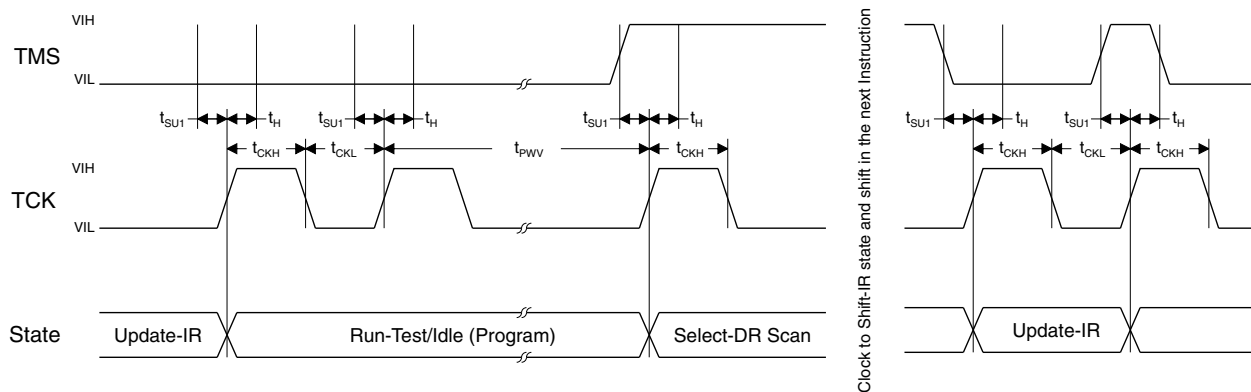 VIH
TMS
VIL
tSU1 tH tSU1 tH tSU1 tH tSU1 tH tSU1 tH
tCKH tCKL tPWV tCKH tCKH tCKL tCKH
VIH
TCK
VIL
State
Update-IR Run-Test/Idle (Program) Select-DR Scan
Clock to Shift-IR state and shift in the next Instruction
Update-IR